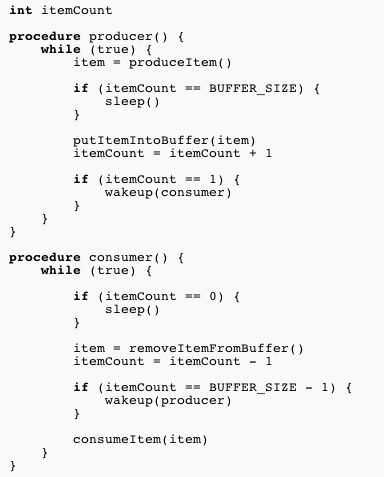 int itemCount
procedure producer() {
while (true) {
item = produceItem()
if (itemCount == BUFFER_SIZE) {
sleep()
}
putItemIntoBuffer(item)
itemCount = itemCount + 1
if (itemCount == 1) {
wakeup(consumer)
}
}
}
procedure consumer() {
while (true) {
if (itemCount == 0) {
sleep()
}
item = removeItemFromBuffer()
itemCount = itemCount - 1
if (itemCount == BUFFER_SIZE - 1) {
wakeup(producer)
}
consumeItem(item)
}
}